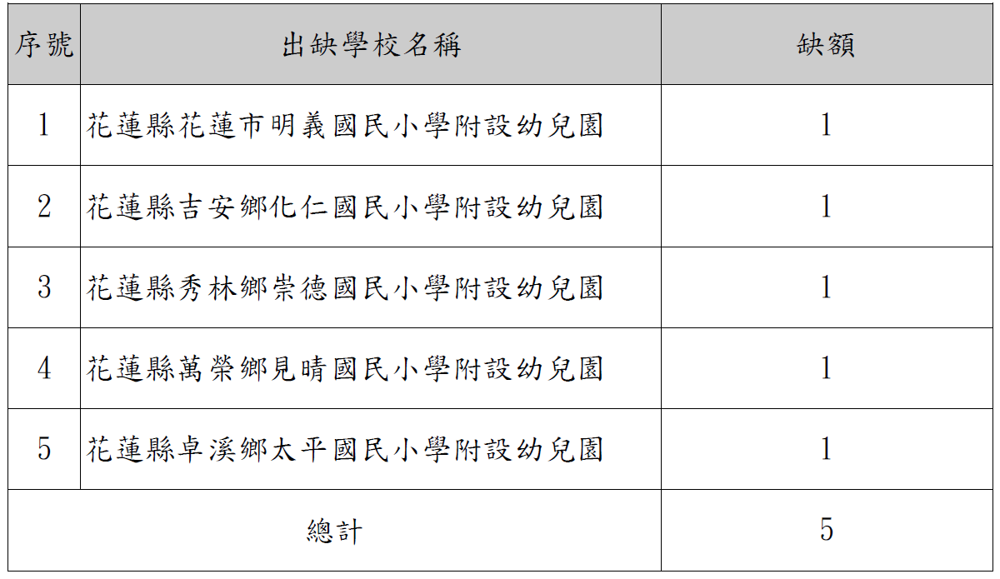 序號 出缺學校名稱 缺額
1 花蓮縣花蓮市明義國民小學附設幼兒園 1
2 花蓮縣吉安鄉化仁國民小學附設幼兒園 1
3 花蓮縣秀林鄉崇德國民小學附設幼兒園 1
4 花蓮縣萬榮鄉見晴國民小學附設幼兒園 1
5 花蓮縣卓溪鄉太平國民小學附設幼兒園 1
總計 5